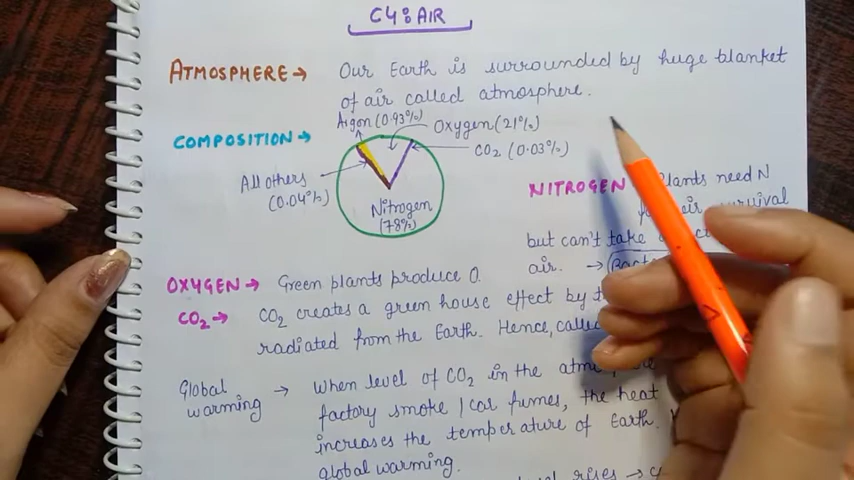 C4: AIR
ATMOSPHERE → Our Earth is surrounded by huge blanket
of air called atmosphere.
COMPOSITION →
Argon (0.93%)
Oxygen (21%)
CO₂ (0.03%)
All others
(0.04%)
Nitrogen
(78%)
NITROGEN Plants need N
survival
but can't take
air. →
OXYGEN → Green plants produce O.
CO₂ → CO₂ creates a green house effect by
radiated from the Earth. Hence, called
Global
warming → When level of CO₂ in the
factory smoke / car fumes, the heat
increases the temperature of Earth.
global warming.
rises →